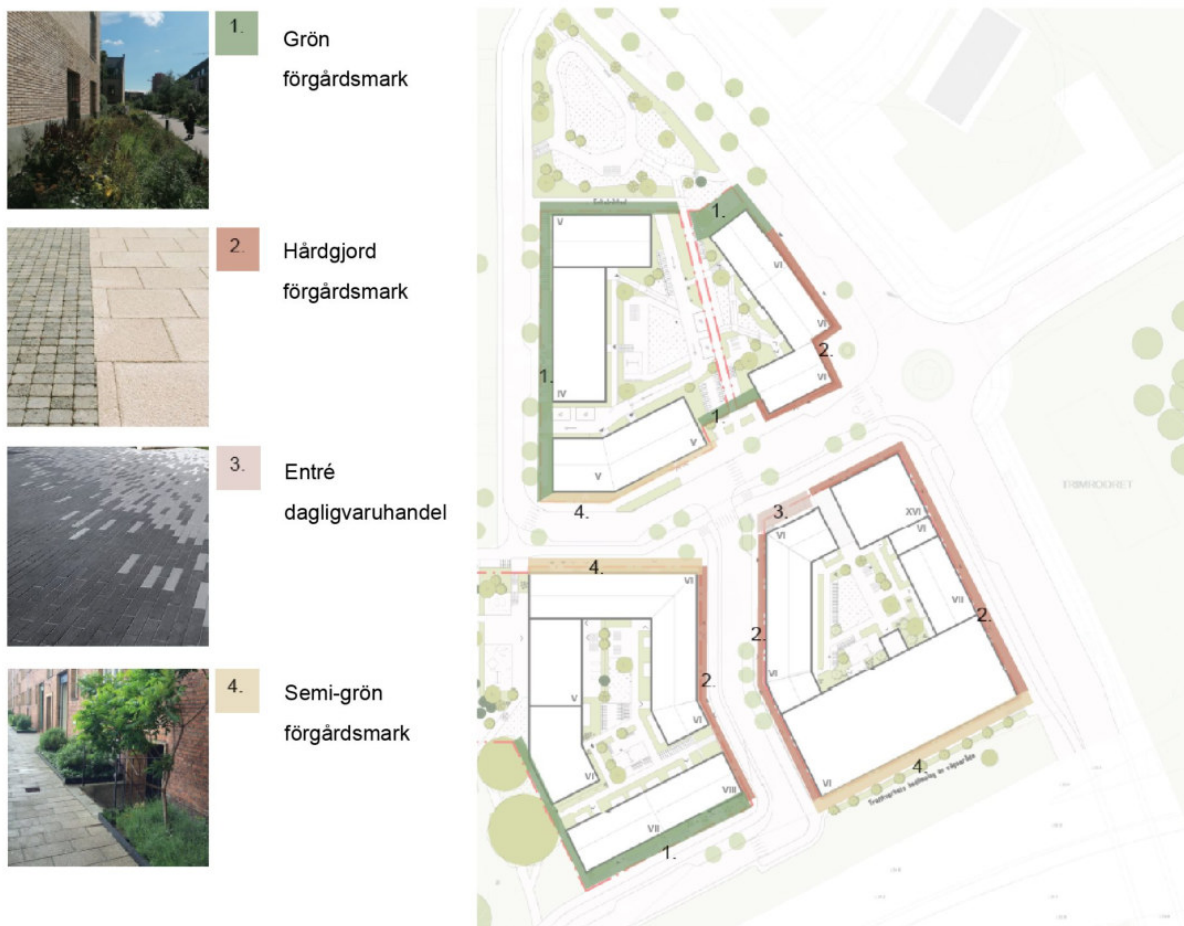 1.
Grön
förgårdsmark
2.
Hårdgjord
förgårdsmark
3.
Entré
dagligvaruhandel
4.
Semi-grön
förgårdsmark
1.
V
VI
VI
2.
VI
1.
IV
1.
V
V
4.
3.
XVI
VI
VI
4.
VI
VII
2.
2.
VI
V
2.
VI
VI
4.
VI
VIII
VII
1.